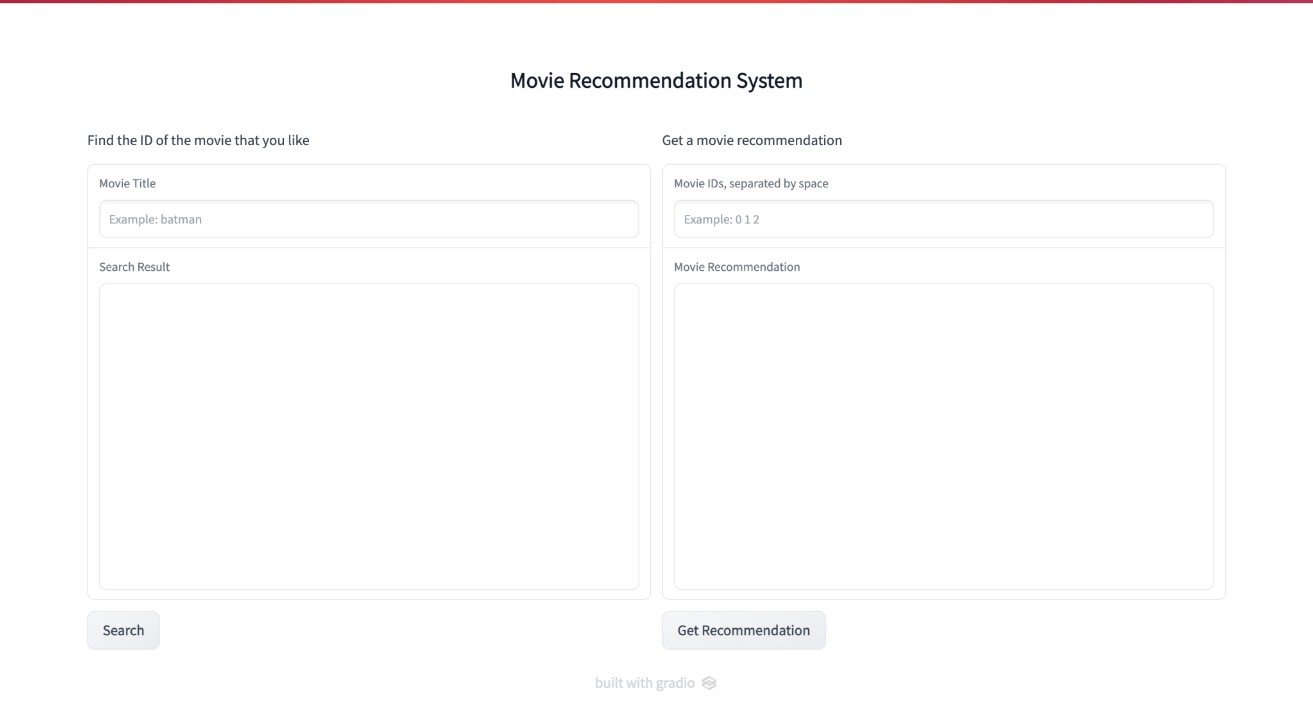 Movie Recommendation System
Find the ID of the movie that you like
Movie Title
Example: batman
Search Result
Search
Get a movie recommendation
Movie IDs, separated by space
Example: 0 1 2
Movie Recommendation
Get Recommendation
built with gradio